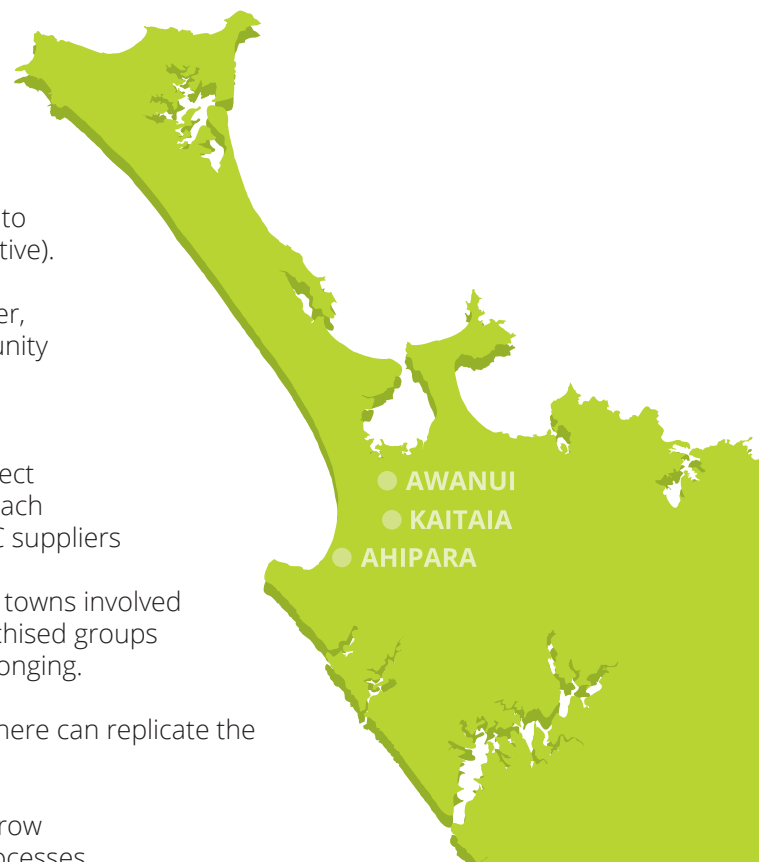 to
tive).
er,
unity
ect
ach
C suppliers
towns involved
thised groups
onging.
here can replicate the
row
ocesses
AWANUI
KAITAIA
AHIPARA